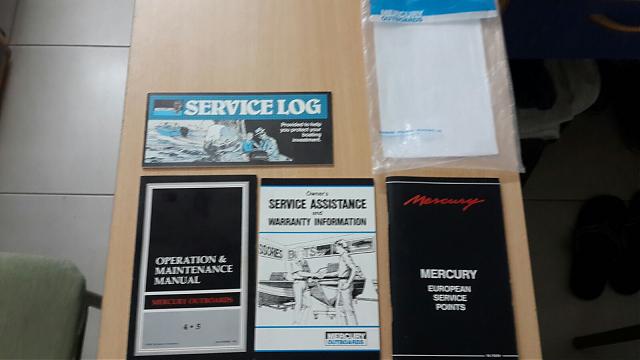 MERCURY
OUTBOARDS
SERVICE LOG
Provided to help
you protect your
boating
investment.
OPERATION &
MAINTENANCE
MANUAL
MERCURY OUTBOARDS
4 • 5
Owner's
SERVICE ASSISTANCE
and
WARRANTY INFORMATION
MERCURY
OUTBOARDS
Mercury
MERCURY
EUROPEAN
SERVICE
POINTS